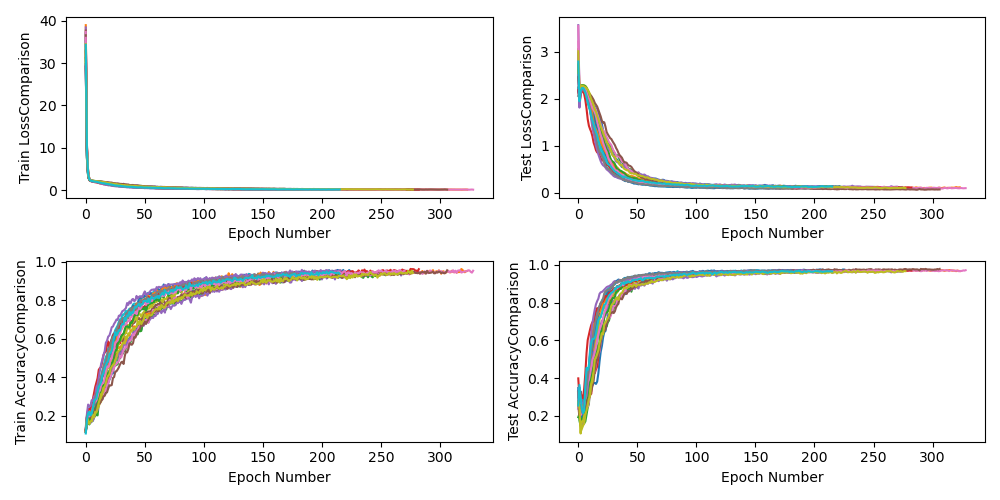 Train LossComparison
40
30
20
10
0
0 50 100 150 200 250 300
Epoch Number
Test LossComparison
3
2
1
0
0 50 100 150 200 250 300
Epoch Number
Train AccuracyComparison
1.0
0.8
0.6
0.4
0.2
0 50 100 150 200 250 300
Epoch Number
Test AccuracyComparison
1.0
0.8
0.6
0.4
0.2
0 50 100 150 200 250 300
Epoch Number